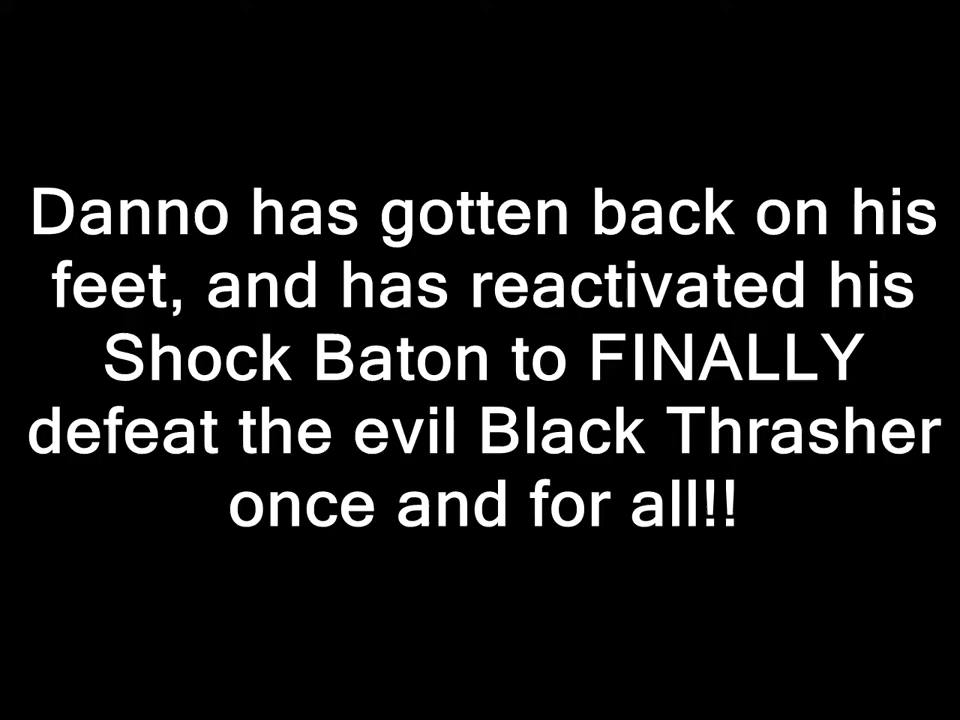 Danno has gotten back on his
feet, and has reactivated his
Shock Baton to FINALLY
defeat the evil Black Thrasher
once and for all!!